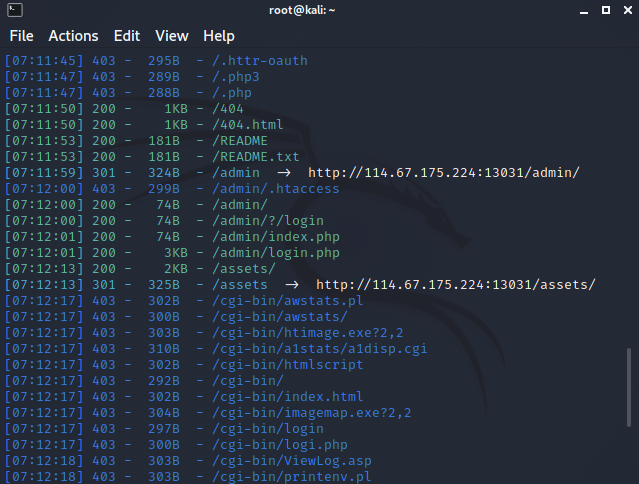 root@kali: ~
File Actions Edit View Help
[07:11:45] 403 - 295B - /.httr-oauth
[07:11:47] 403 - 289B - /.php3
[07:11:47] 403 - 288B - /.php
[07:11:50] 200 - 1KB - /404
[07:11:50] 200 - 1KB - /404.html
[07:11:53] 200 - 181B - /README
[07:11:53] 200 - 181B - /README.txt
[07:11:59] 301 - 324B - /admin → http://114.67.175.224:13031/admin/
[07:12:00] 403 - 299B - /admin/.htaccess
[07:12:00] 200 - 74B - /admin/
[07:12:00] 200 - 74B - /admin/?/login
[07:12:01] 200 - 74B - /admin/index.php
[07:12:01] 200 - 3KB - /admin/login.php
[07:12:13] 200 - 2KB - /assets/
[07:12:13] 301 - 325B - /assets → http://114.67.175.224:13031/assets/
[07:12:17] 403 - 302B - /cgi-bin/awstats.pl
[07:12:17] 403 - 300B - /cgi-bin/awstats/
[07:12:17] 403 - 303B - /cgi-bin/htimage.exe?2,2
[07:12:17] 403 - 310B - /cgi-bin/a1stats/a1disp.cgi
[07:12:17] 403 - 302B - /cgi-bin/htmlscript
[07:12:17] 403 - 292B - /cgi-bin/
[07:12:17] 403 - 302B - /cgi-bin/index.html
[07:12:17] 403 - 304B - /cgi-bin/imagemap.exe?2,2
[07:12:17] 403 - 297B - /cgi-bin/login
[07:12:17] 403 - 300B - /cgi-bin/logi.php
[07:12:18] 403 - 303B - /cgi-bin/ViewLog.asp
[07:12:18] 403 - 303B - /cgi-bin/printenv.pl